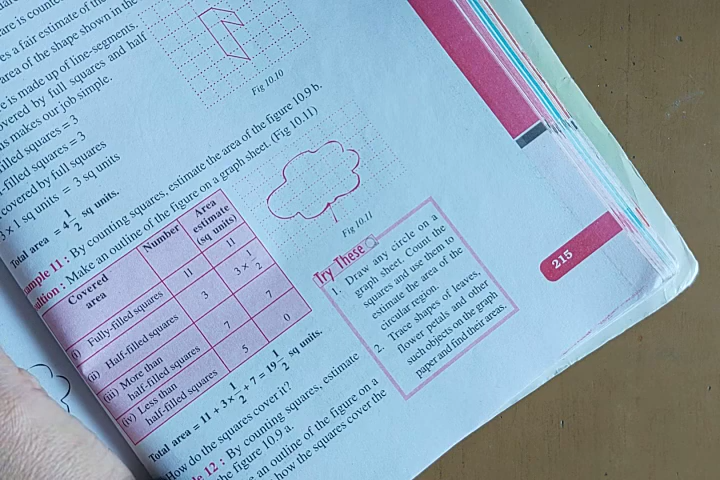 are is counte
es a fair estimate of the
area of the shape shown in the
e is made up of line-segments.
overed by full squares and half
is makes our job simple.
filled squares = 3
-filled squares = 3
covered by full squares
3 × 1 sq units = 3 sq units
Total area = 4 1/2 sq units.
Fig 10.10
ample 11 : By counting squares, estimate the area of the figure 10.9 b.
ution : Make an outline of the figure on a graph sheet. (Fig 10.11)
Covered area Number Area estimate (sq units)
(i) Fully-filled squares 11 11
(ii) Half-filled squares 3 3 × 1/2
(iii) More than half-filled squares 7 7
(iv) Less than half-filled squares 5 0
Total area = 11 + 3 × 1/2 + 7 = 19 1/2 sq units.
How do the squares cover it?
Fig 10.11
Try These
1. Draw any circle on a
graph sheet. Count the
squares and use them to
estimate the area of the
circular region.
2. Trace shapes of leaves,
flower petals and other
such objects on the graph
paper and find their areas.
le 12 : By counting squares, estimate
he figure 10.9 a.
an outline of the figure on a
how the squares cover the
215